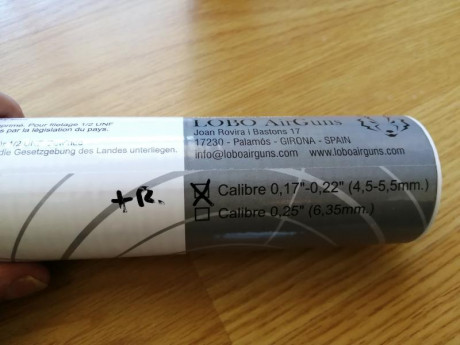 primé. Pour filetage 1/2 UNF
s par la législation du pays.
die Gesetzgebung des Landes unterliegen.
+R.
LOBO AirGuns
Joan Rovira i Bastons 17
17230 - Palamós - GIRONA - SPAIN
info@loboairguns.com www.loboairguns.com
Calibre 0,17"-0,22" (4,5-5,5mm.)
Calibre 0,25" (6,35mm.)